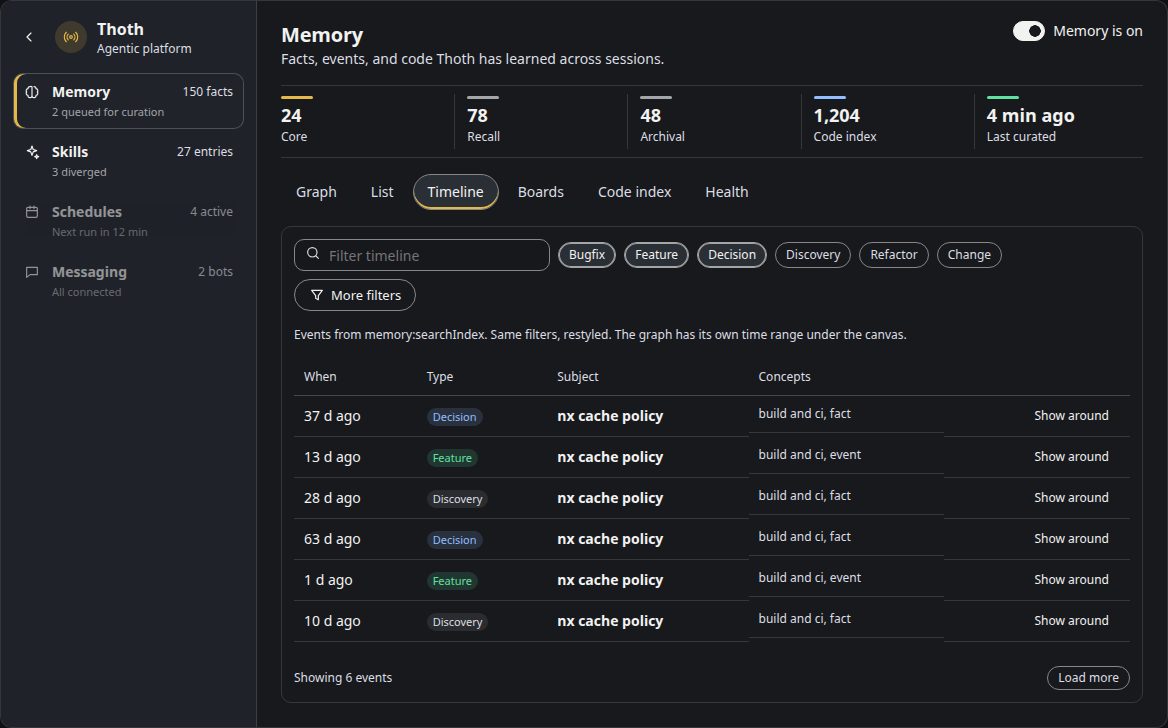 Thoth
Agentic platform
Memory 150 facts
2 queued for curation
Skills 27 entries
3 diverged
Schedules 4 active
Next run in 12 min
Messaging 2 bots
All connected
Memory
Facts, events, and code Thoth has learned across sessions.
Memory is on
24
Core
78
Recall
48
Archival
1,204
Code index
4 min ago
Last curated
Graph List Timeline Boards Code index Health
Filter timeline Bugfix Feature Decision Discovery Refactor Change
More filters
Events from memory:searchIndex. Same filters, restyled. The graph has its own time range under the canvas.
When Type Subject Concepts
37 d ago Decision nx cache policy build and ci, fact Show around
13 d ago Feature nx cache policy build and ci, event Show around
28 d ago Discovery nx cache policy build and ci, fact Show around
63 d ago Decision nx cache policy build and ci, fact Show around
1 d ago Feature nx cache policy build and ci, event Show around
10 d ago Discovery nx cache policy build and ci, fact Show around
Showing 6 events Load more